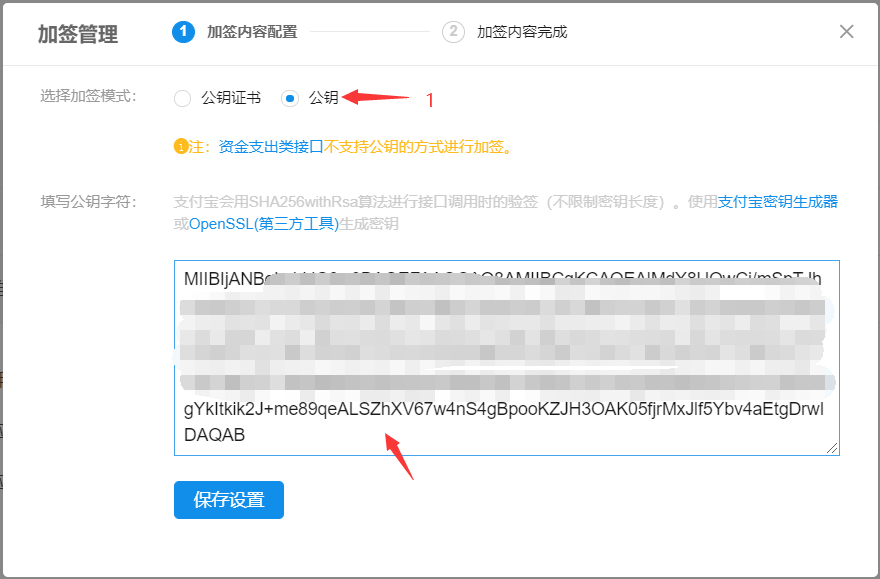 加签管理
1 加签内容配置
2 加签内容完成
选择加签模式:
公钥证书
公钥
1
注: 资金支出类接口不支持公钥的方式进行加签。
填写公钥字符:
支付宝会用SHA256withRsa算法进行接口调用时的验签(不限制密钥长度)。使用支付宝密钥生成器
或OpenSSL(第三方工具)生成密钥
gYkItkik2J+me89qeALSZhXV67w4nS4gBpooKZJH3OAK05fjrMxJlf5Ybv4aEtgDrwI
DAQAB
保存设置